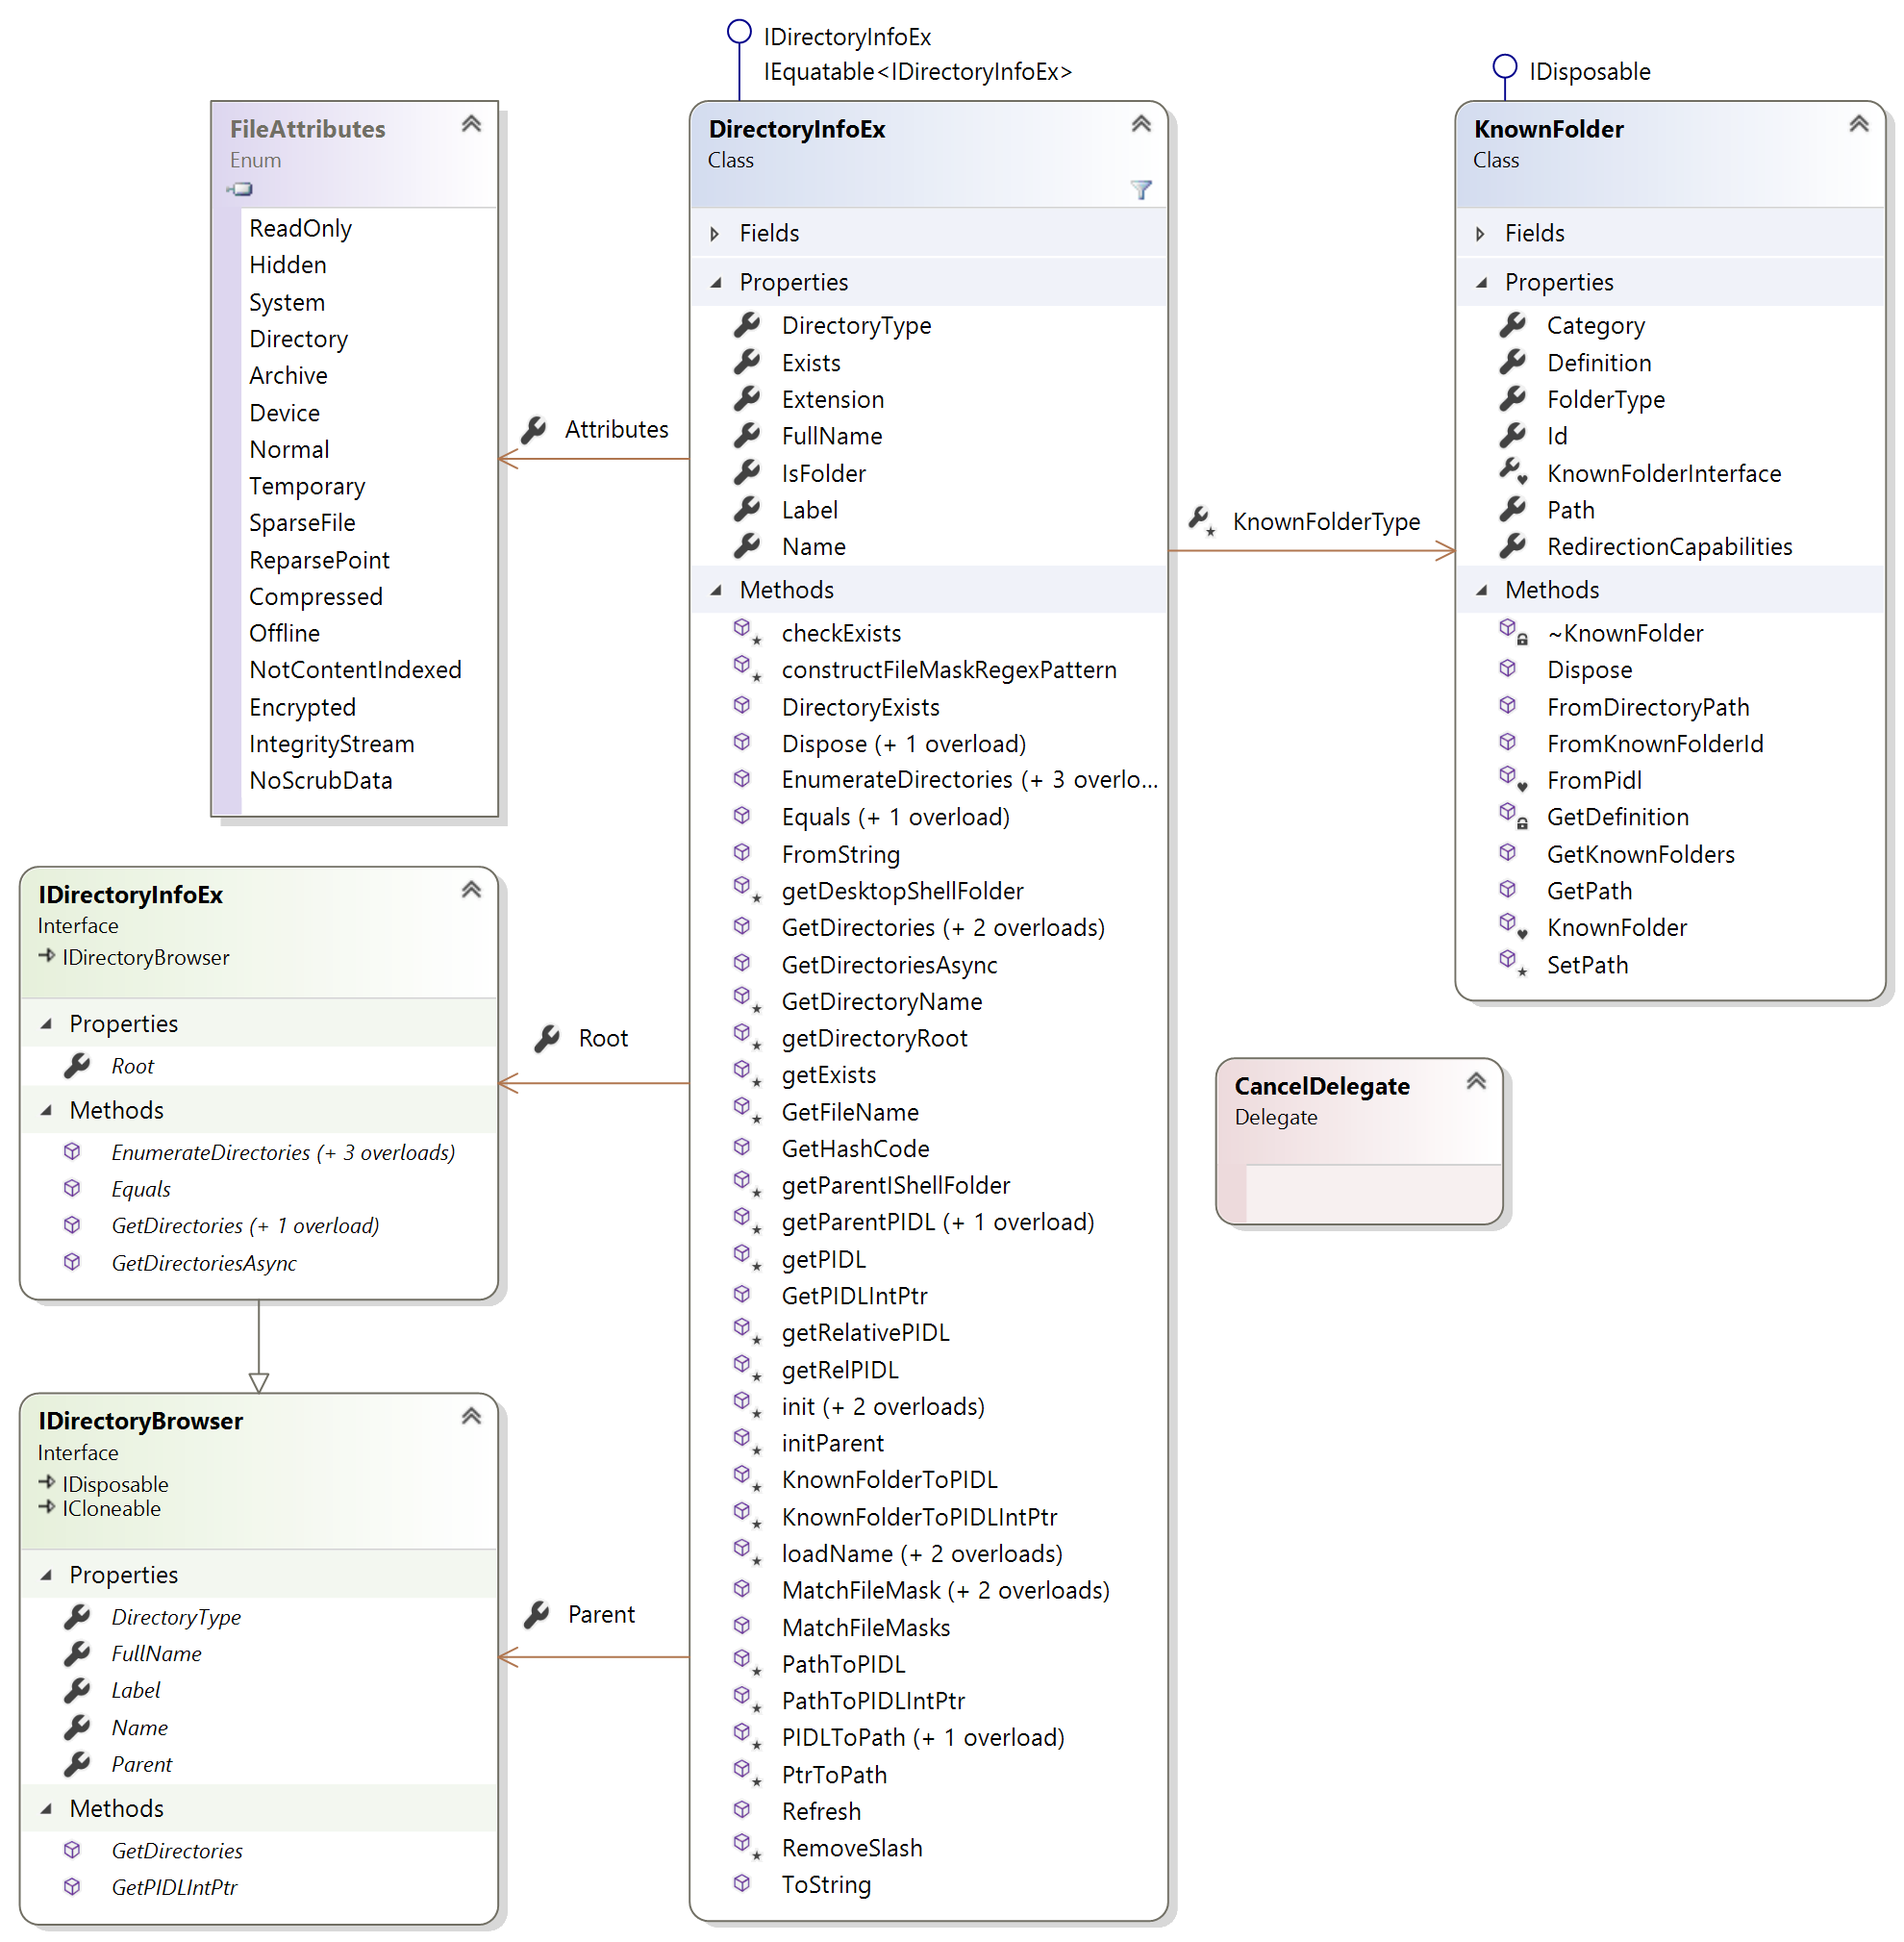 FileAttributes
Enum
ReadOnly
Hidden
System
Directory
Archive
Device
Normal
Temporary
SparseFile
ReparsePoint
Compressed
Offline
NotContentIndexed
Encrypted
IntegrityStream
NoScrubData
IDirectoryInfoEx
Interface
IDirectoryBrowser
Properties
Root
Methods
EnumerateDirectories (+ 3 overloads)
Equals
GetDirectories (+ 1 overload)
GetDirectoriesAsync
IDirectoryBrowser
Interface
IDisposable
ICloneable
Properties
DirectoryType
FullName
Label
Name
Parent
Methods
GetDirectories
GetPIDLIntPtr
Attributes
Root
Parent
IDirectoryInfoEx
IEquatable<IDirectoryInfoEx>
DirectoryInfoEx
Class
Fields
Properties
DirectoryType
Exists
Extension
FullName
IsFolder
Label
Name
Methods
checkExists
constructFileMaskRegexPattern
DirectoryExists
Dispose (+ 1 overload)
EnumerateDirectories (+ 3 overlo...
Equals (+ 1 overload)
FromString
getDesktopShellFolder
GetDirectories (+ 2 overloads)
GetDirectoriesAsync
GetDirectoryName
getDirectoryRoot
getExists
GetFileName
GetHashCode
getParentIShellFolder
getParentPIDL (+ 1 overload)
getPIDL
GetPIDLIntPtr
getRelativePIDL
getRelPIDL
init (+ 2 overloads)
initParent
KnownFolderToPIDL
KnownFolderToPIDLIntPtr
loadName (+ 2 overloads)
MatchFileMask (+ 2 overloads)
MatchFileMasks
PathToPIDL
PathToPIDLIntPtr
PIDLToPath (+ 1 overload)
PtrToPath
Refresh
RemoveSlash
ToString
KnownFolderType
IDisposable
KnownFolder
Class
Fields
Properties
Category
Definition
FolderType
Id
KnownFolderInterface
Path
RedirectionCapabilities
Methods
~KnownFolder
Dispose
FromDirectoryPath
FromKnownFolderId
FromPidl
GetDefinition
GetKnownFolders
GetPath
KnownFolder
SetPath
CancelDelegate
Delegate